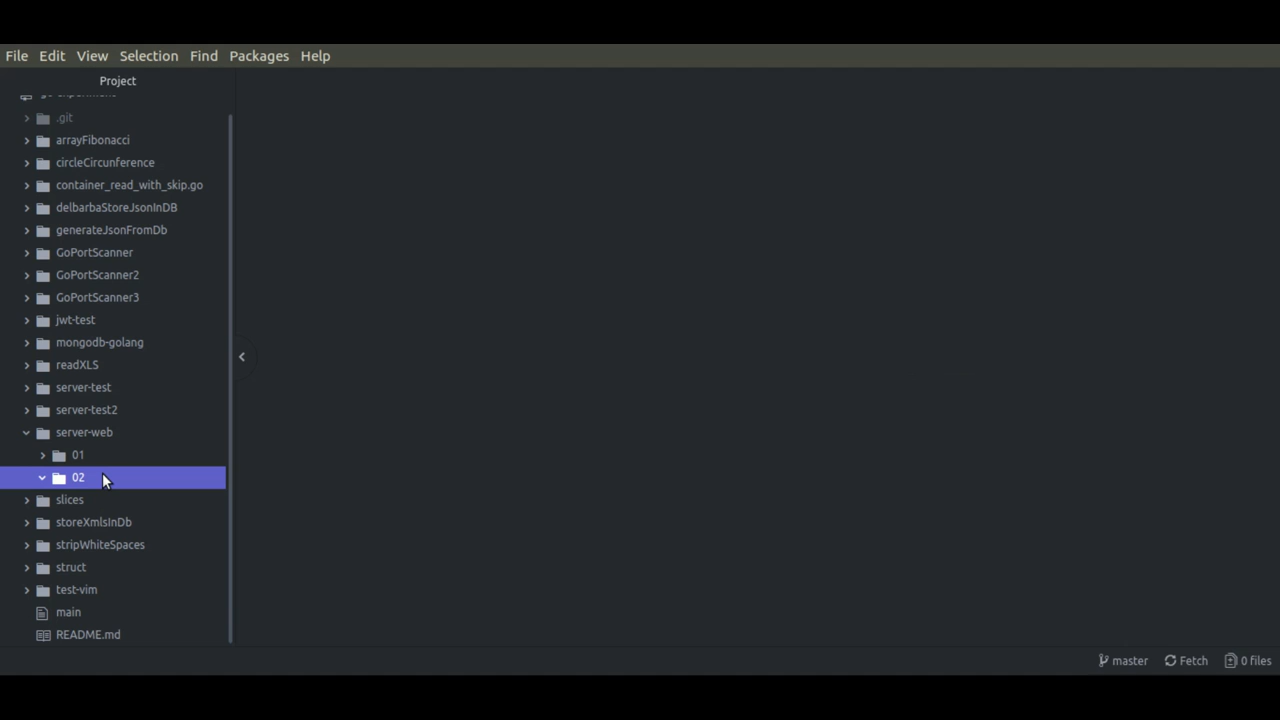 File Edit View Selection Find Packages Help
Project
.git
arrayFibonacci
circleCircunference
container_read_with_skip.go
delbarbaStoreJsonInDB
generateJsonFromDb
GoPortScanner
GoPortScanner2
GoPortScanner3
jwt-test
mongodb-golang
readXLS
server-test
server-test2
server-web
01
02
slices
storeXmlsInDb
stripWhiteSpaces
struct
test-vim
main
README.md
master Fetch 0 files